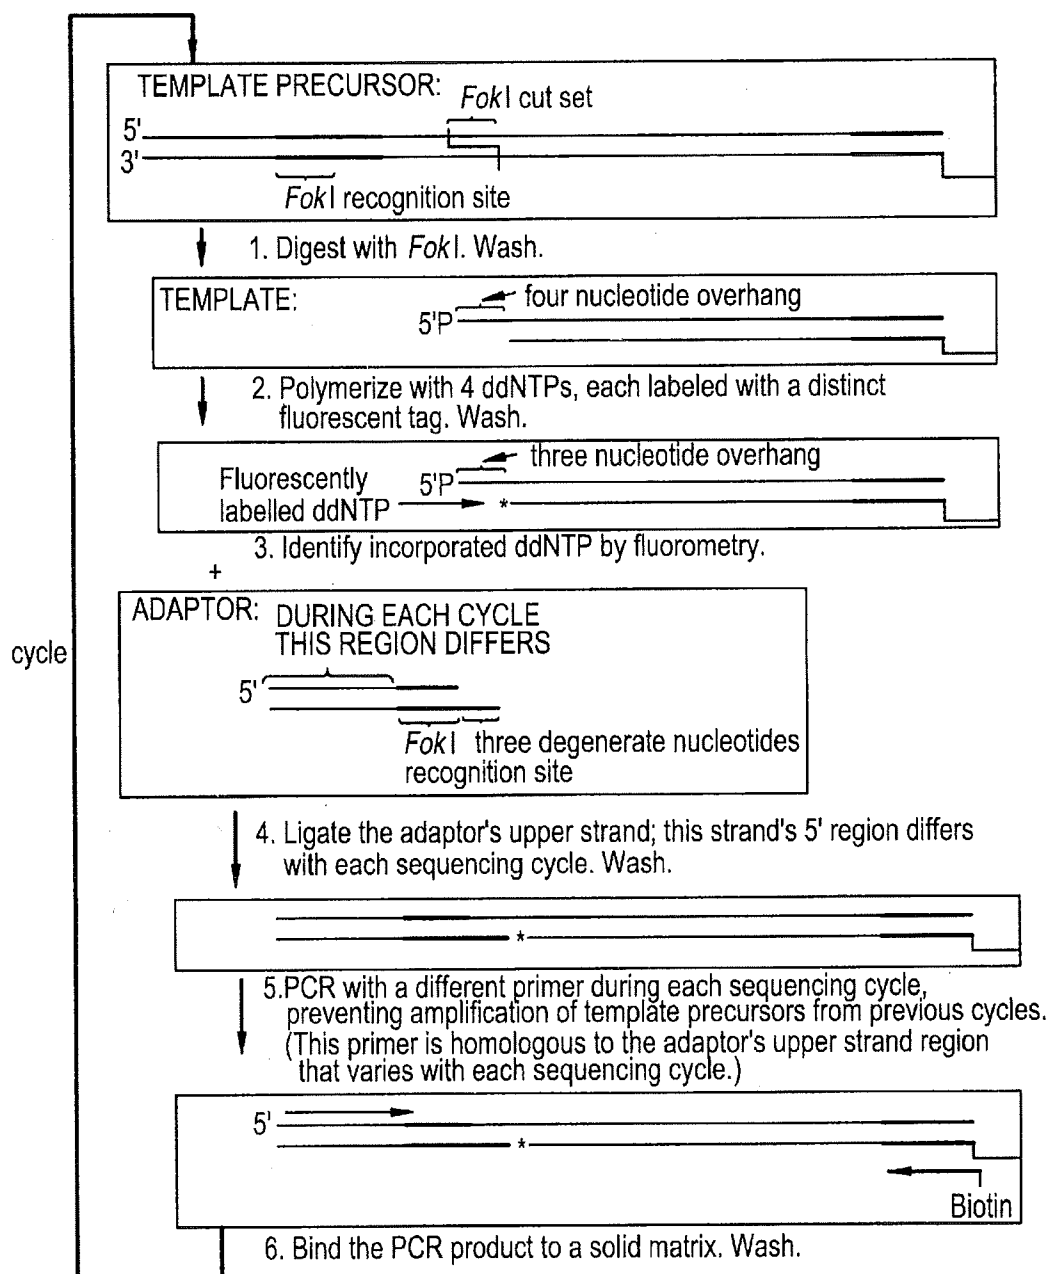 TEMPLATE PRECURSOR:
FokI cut set
5'
3'
FokI recognition site
1. Digest with FokI. Wash.
TEMPLATE:
four nucleotide overhang
5'P
2. Polymerize with 4 ddNTPs, each labeled with a distinct
fluorescent tag. Wash.
three nucleotide overhang
Fluorescently
labelled ddNTP
5'P
*
3. Identify incorporated ddNTP by fluorometry.
+
ADAPTOR: DURING EACH CYCLE
THIS REGION DIFFERS
cycle
5'
FokI three degenerate nucleotides
recognition site
4. Ligate the adaptor's upper strand; this strand's 5' region differs
with each sequencing cycle. Wash.
*
5.PCR with a different primer during each sequencing cycle,
preventing amplification of template precursors from previous cycles.
(This primer is homologous to the adaptor's upper strand region
that varies with each sequencing cycle.)
5'
*
Biotin
6. Bind the PCR product to a solid matrix. Wash.